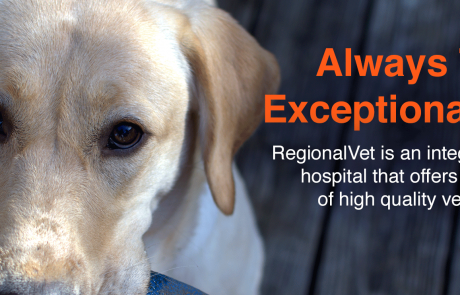 Always
Exceptiona
RegionalVet is an integ
hospital that offers
of high quality ve